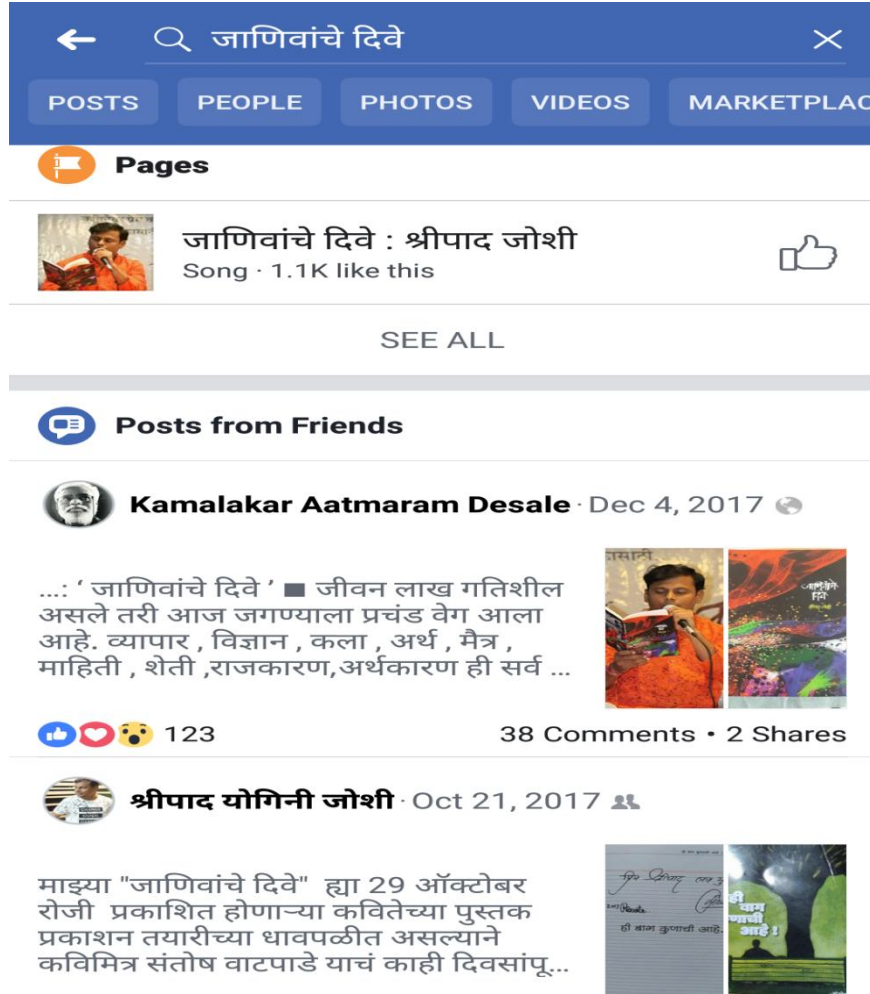 जाणिवांचे दिवे
POSTS PEOPLE PHOTOS VIDEOS MARKETPLAC
Pages
जाणिवांचे दिवे : श्रीपाद जोशी
Song · 1.1K like this
SEE ALL
Posts from Friends
Kamalakar Aatmaram Desale · Dec 4, 2017
...: ‘ जाणिवांचे दिवे ’ ■ जीवन लाख गतिशील
असले तरी आज जगण्याला प्रचंड वेग आला
आहे. व्यापार , विज्ञान , कला , अर्थ , मैत्र ,
माहिती , शेती ,राजकारण,अर्थकारण ही सर्व ...
जाणिवांचे
दिवे
123 38 Comments • 2 Shares
श्रीपाद योगिनी जोशी · Oct 21, 2017
माझ्या "जाणिवांचे दिवे" ह्या 29 ऑक्टोबर
रोजी प्रकाशित होणाऱ्या कवितेच्या पुस्तक
प्रकाशन तयारीच्या धावपळीत असल्याने
कविमित्र संतोष वाटपाडे याचं काही दिवसांपू...
ही बाग कुणाची आहे.
ही
बाग
णाची
आहे !